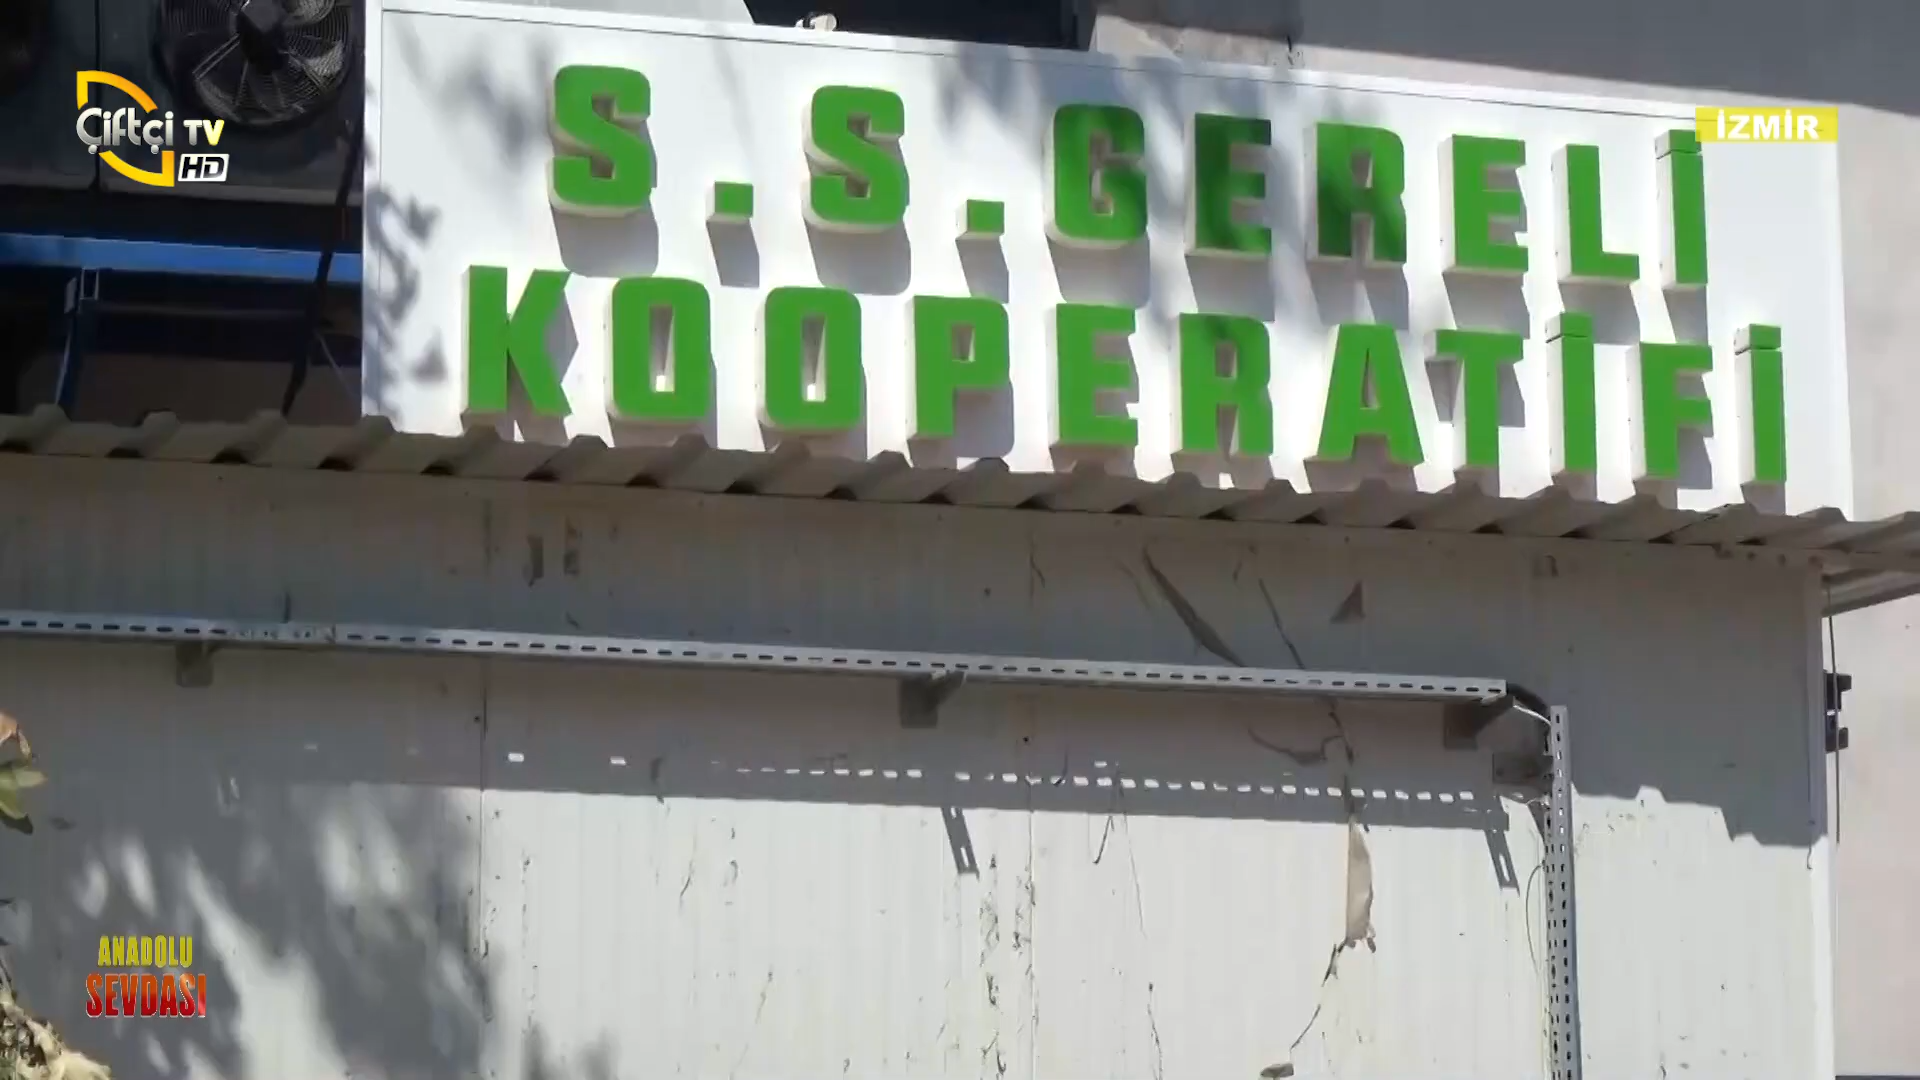 Çiftçi TV
HD
İZMİR
S.S.GERELİ
KOOPERATİFİ
ANADOLU
SEVDASI